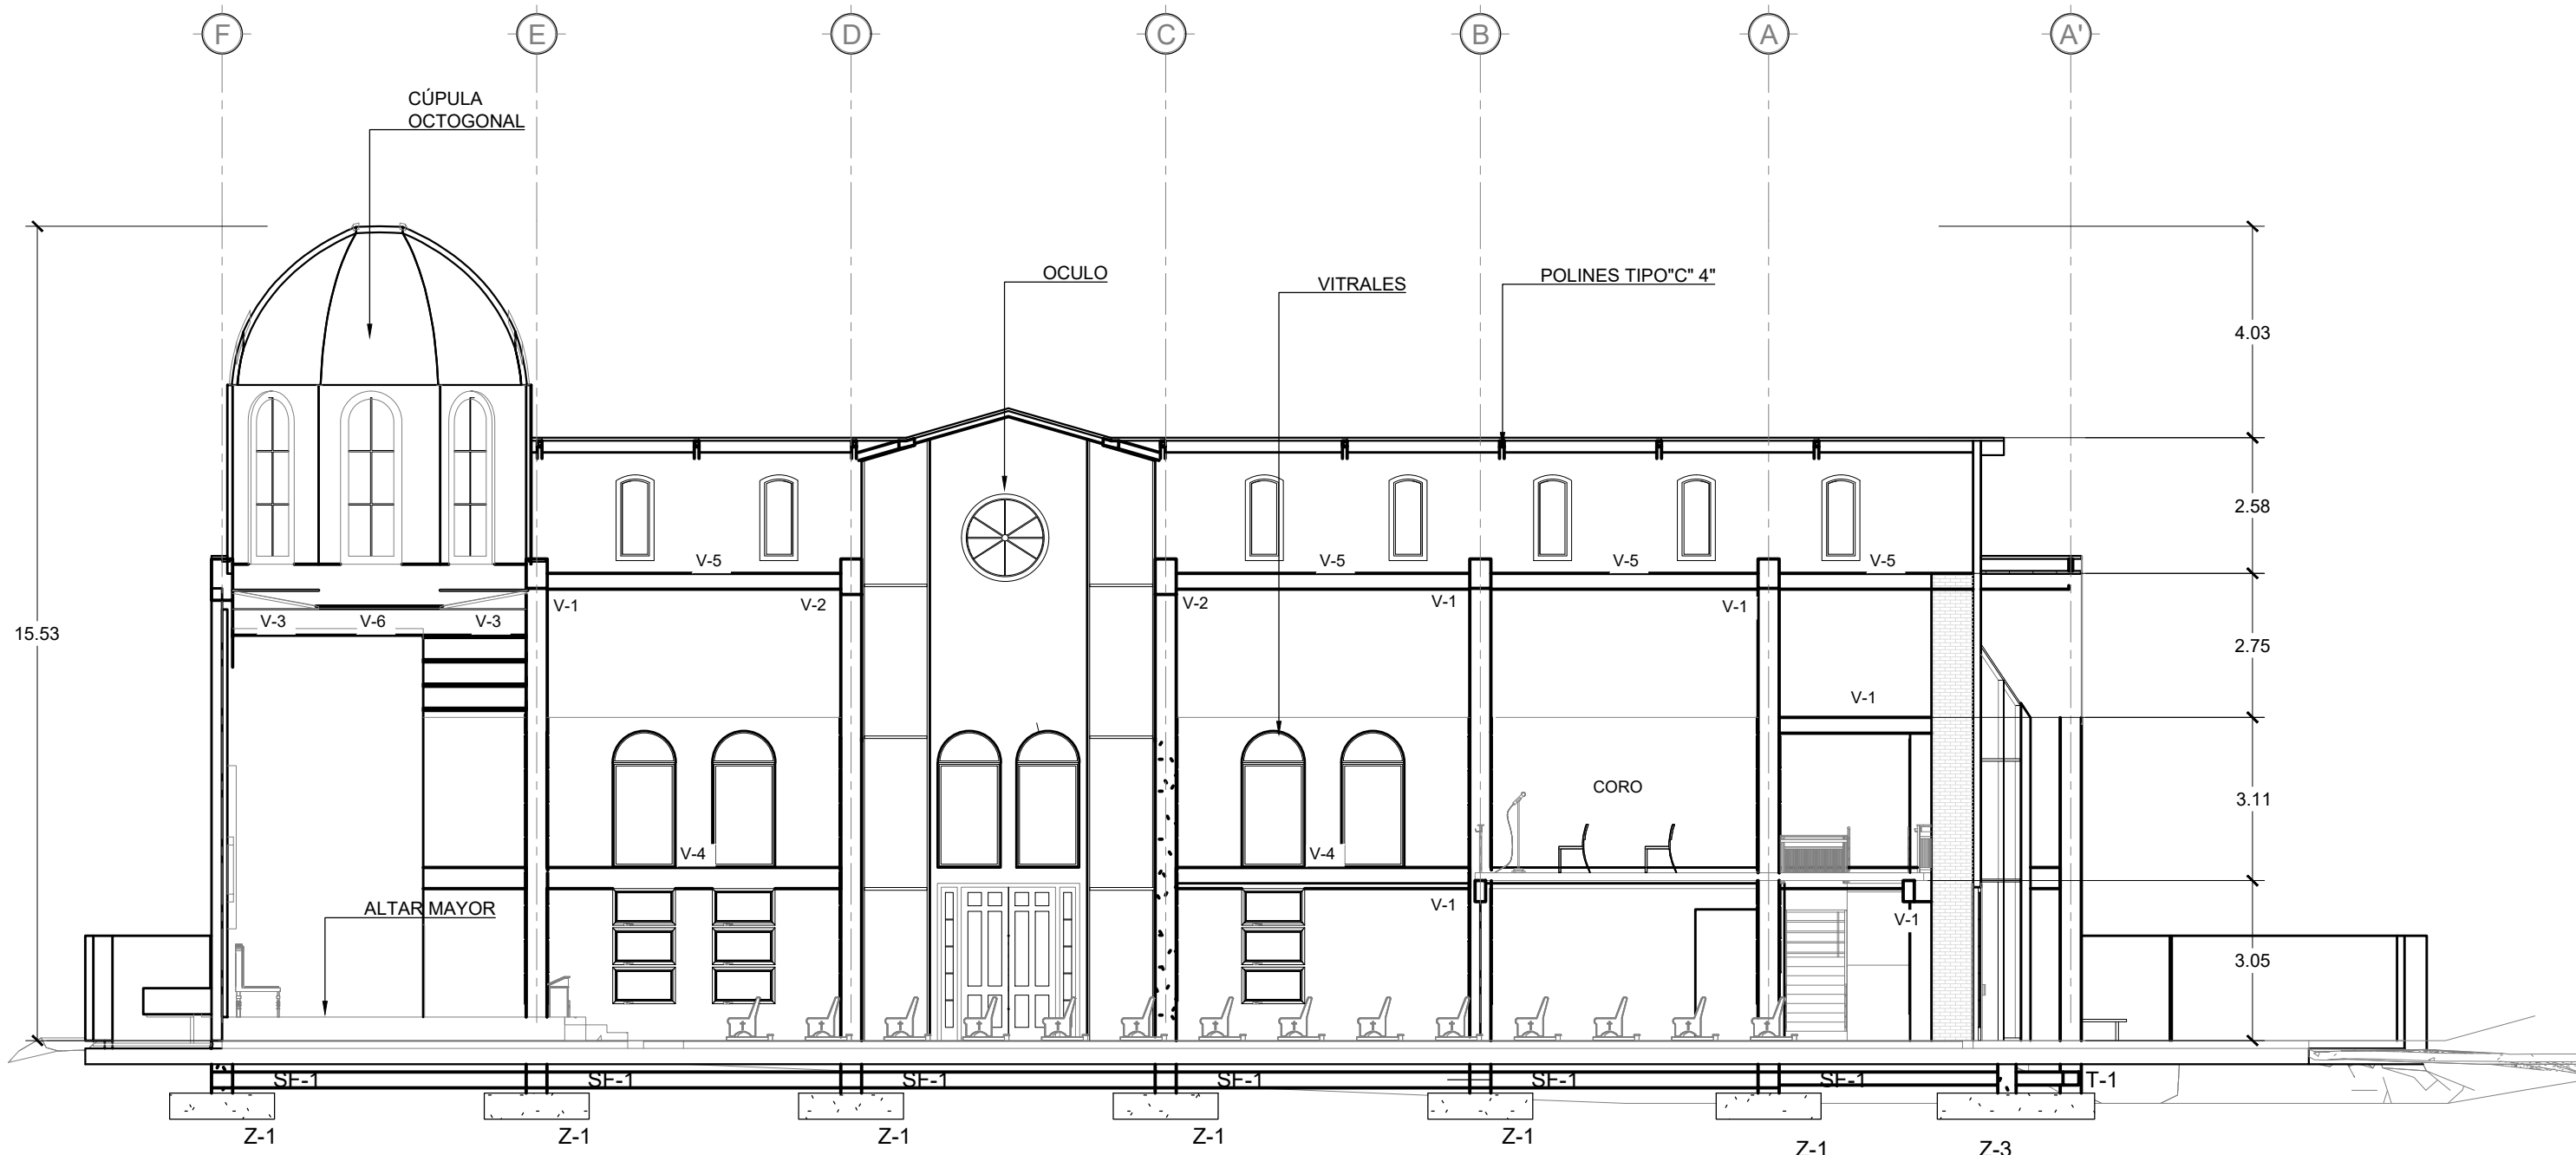 F E D C B A A'
CÚPULA
OCTOGONAL
OCULO
VITRALES
POLINES TIPO"C" 4"
4.03
2.58
V-5 V-5 V-5 V-5
V-1 V-2 V-2 V-1 V-1
V-3 V-6 V-3
15.53
2.75
V-1
CORO
3.11
V-4 V-4
ALTAR MAYOR
V-1 V-1
3.05
SF-1 SF-1 SF-1 SF-1 SF-1 SF-1 T-1
Z-1 Z-1 Z-1 Z-1 Z-1 Z-1 Z-3